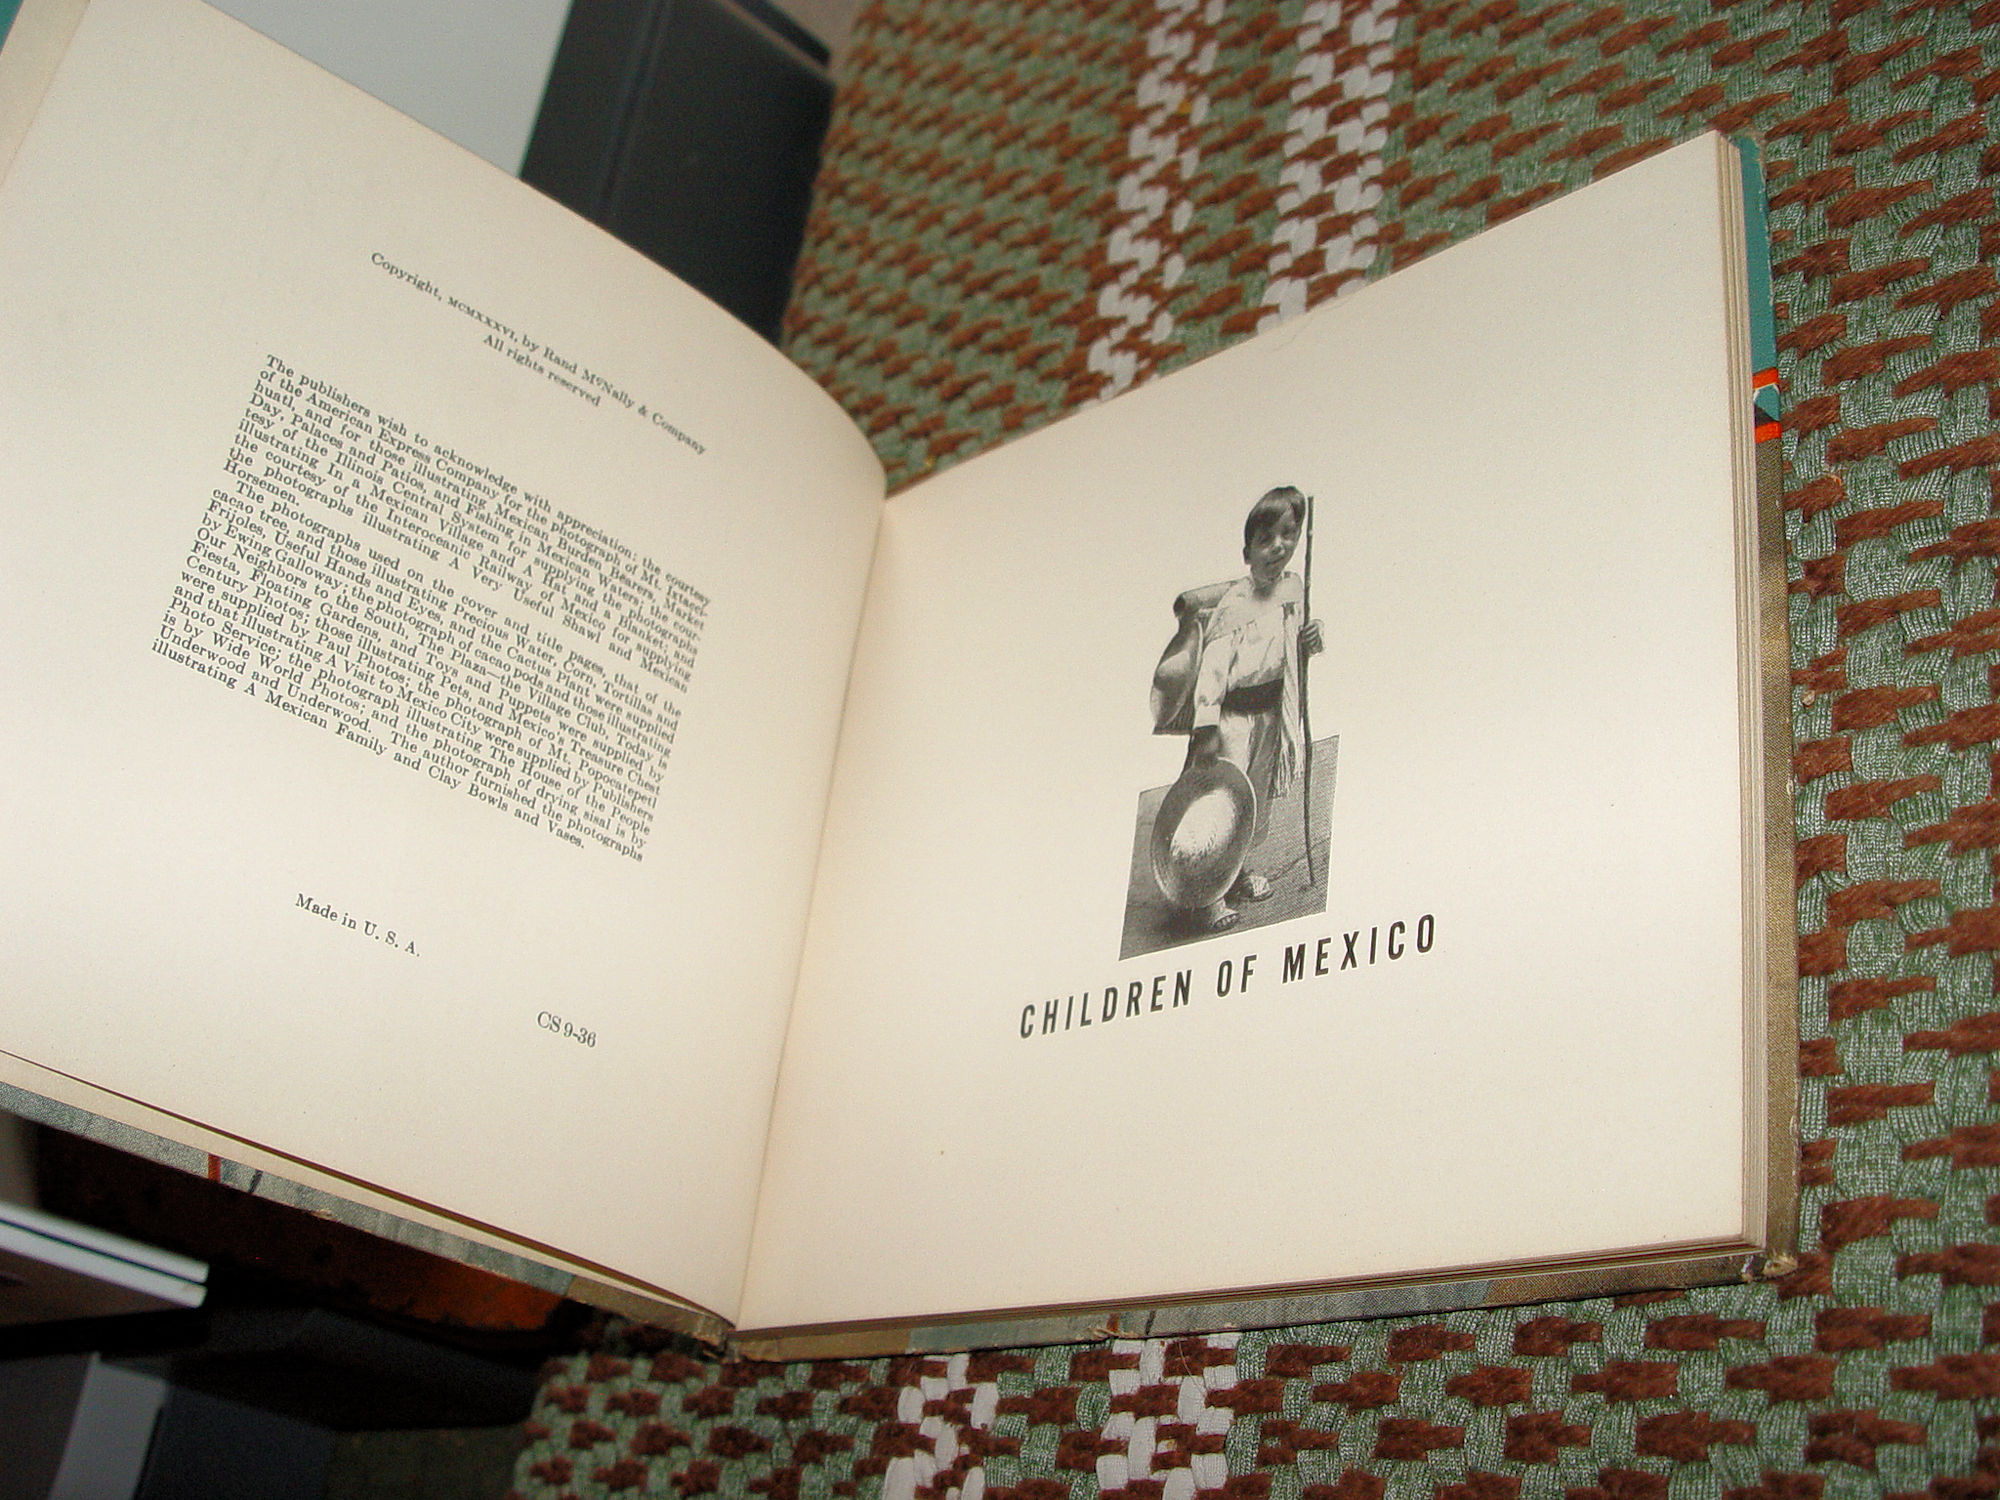 Copyright, MCMXXXVI, by Rand McNally & Company
All rights reserved
The publishers wish to acknowledge with appreciation: the courtesy
of the American Express Company for the photograph of Mt. Ixtacci-
huatl, and for those illustrating Mexican Burden Bearers, Market
Day, Palaces and Patios, and Fishing in Mexican Waters; the cour-
tesy of the Illinois Central System for supplying the photographs
illustrating In a Mexican Village and A Hat and a Blanket; and
the courtesy of the Interoceanic Railway of Mexico for supplying
the photographs illustrating A Very Useful Shawl and Mexican
Horsemen.
The photographs used on the cover and title pages, that of the
cacao tree, and those illustrating Precious Water, Corn, Tortillas and
Frijoles, Useful Hands and Eyes, and the Cactus Plant were supplied
by Ewing Galloway; the photograph of cacao pods and those illustrating
Our Neighbors to the South, The Plaza—the Village Club, Today is
Fiesta, Floating Gardens, and Toys and Puppets were supplied by
Century Photos; those illustrating Pets, and Mexico's Treasure Chest
were supplied by Paul Photos; the photograph of Mt. Popocatepetl
and that illustrating A Visit to Mexico City were supplied by Publishers
Photo Service; the photograph illustrating The House of the People
is by Wide World Photos; and the photograph of drying sisal is by
Underwood and Underwood. The author furnished the photographs
illustrating A Mexican Family and Clay Bowls and Vases.
Made in U. S. A.
CS 9-36
CHILDREN OF MEXICO